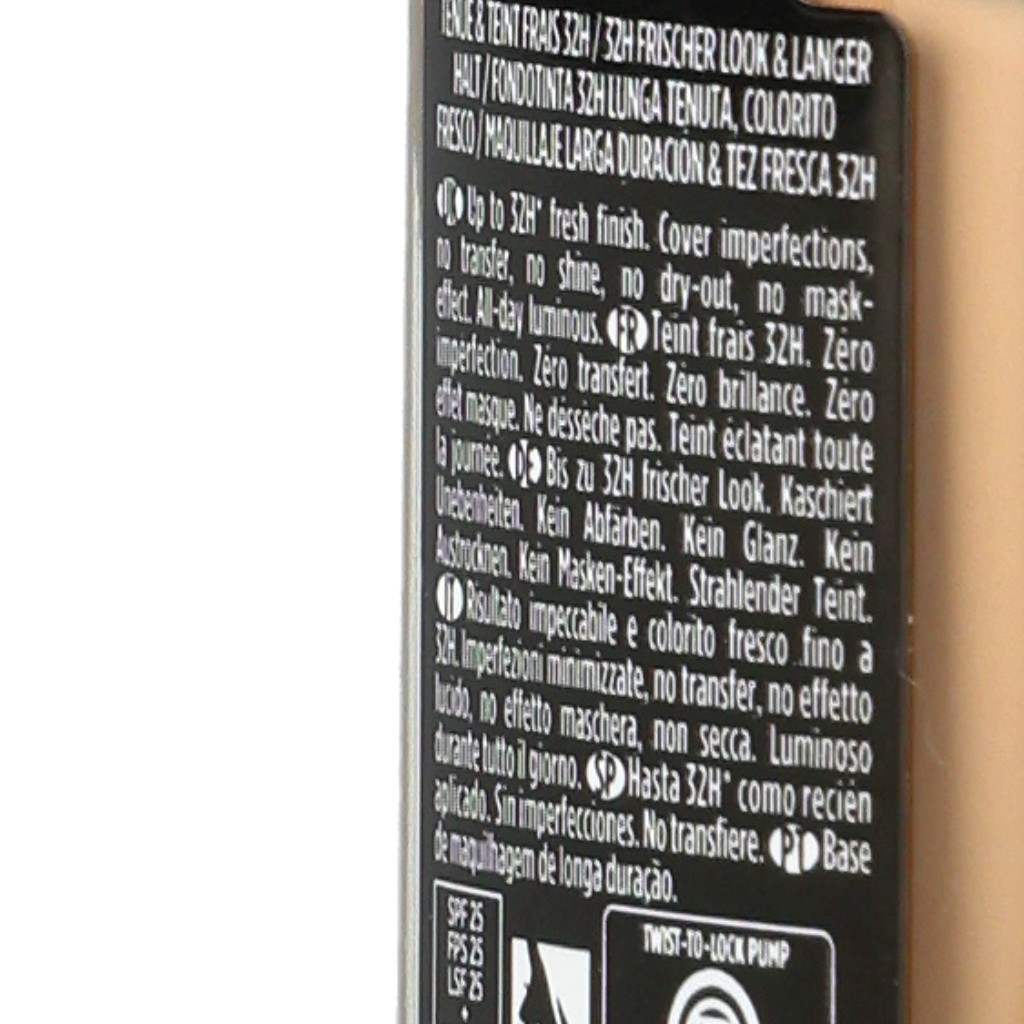 TENUE & TEINT FRAIS 32H / 32H FRISCHER LOOK & LANGER
HALT / FONDOTINTA 32H LUNGA TENUTA, COLORITO
FRESCO / MAQUILLAJE LARGA DURACIÓN & TEZ FRESCA 32H
Up to 32H* fresh finish. Cover imperfections,
no transfer, no shine, no dry-out, no mask-
effect. All-day luminous. FR Teint frais 32H. Zéro
imperfection. Zéro transfert. Zéro brillance. Zéro
effet masque. Ne déssèche pas. Teint éclatant toute
la journée. DE Bis zu 32H frischer Look. Kaschiert
Unebenheiten. Kein Abfärben. Kein Glanz. Kein
Austrocknen. Kein Masken-Effekt. Strahlender Teint.
Risultato impeccabile e colorito fresco fino a
32H. Imperfezioni minimizzate, no transfer, no effetto
lucido, no effetto maschera, non secca. Luminoso
durante tutto il giorno. SP Hasta 32H* como recién
aplicado. Sin imperfecciones. No transfiere. PT Base
de maquilhagem de longa duração.
SPF 25
FPS 25
LSF 25
+
TWIST-TO-LOCK PUMP